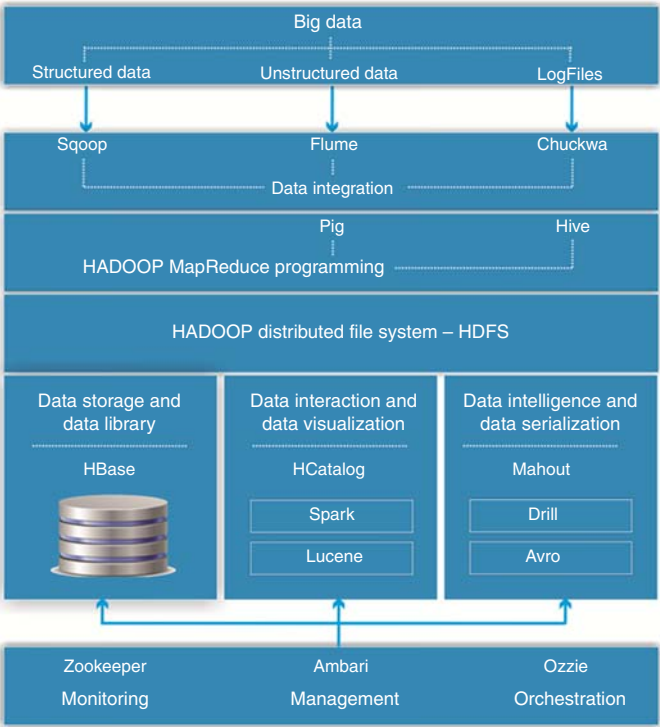 Big data
Structured data
Unstructured data
LogFiles
Sqoop
Flume
Chuckwa
Data integration
Pig
Hive
HADOOP MapReduce programming
HADOOP distributed file system – HDFS
Data storage and
data library
HBase
Data interaction and
data visualization
HCatalog
Spark
Lucene
Data intelligence and
data serialization
Mahout
Drill
Avro
Zookeeper
Monitoring
Ambari
Management
Ozzie
Orchestration